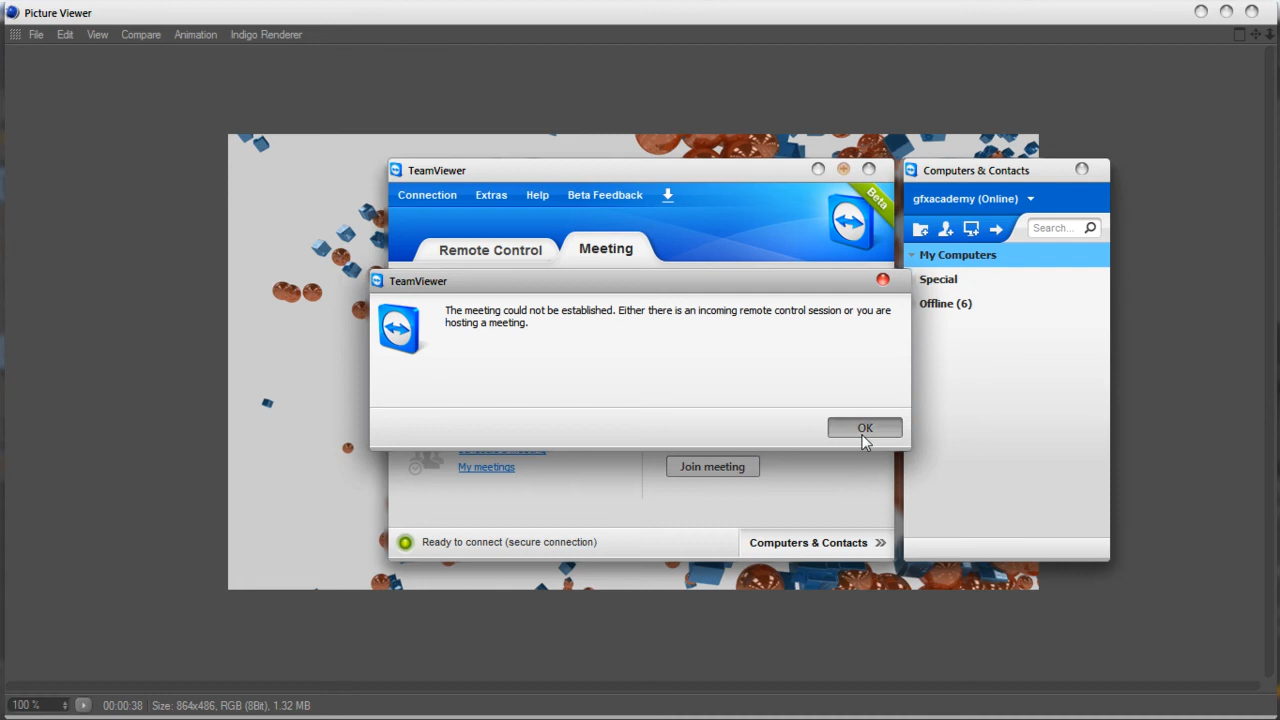 Picture Viewer
File Edit View Compare Animation Indigo Renderer
TeamViewer
Connection Extras Help Beta Feedback
Beta
Remote Control Meeting
TeamViewer
The meeting could not be established. Either there is an incoming remote control session or you are
hosting a meeting.
OK
My meetings
Join meeting
Ready to connect (secure connection)
Computers & Contacts
Computers & Contacts
gfxacademy (Online)
Search...
My Computers
Special
Offline (6)
100 % 00:00:38 Size: 864x486, RGB (8Bit), 1.32 MB